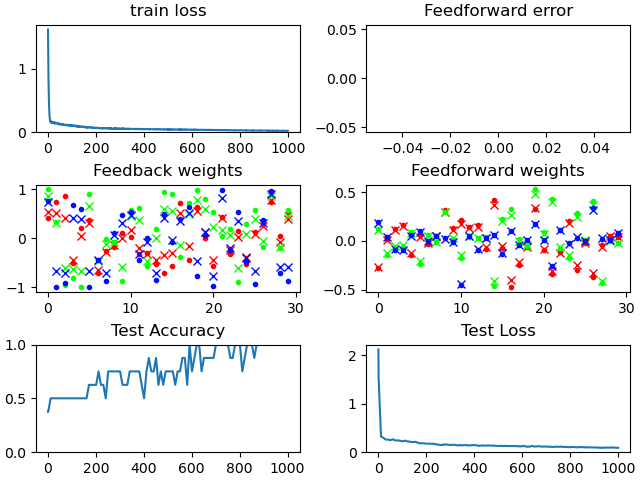 train loss
Feedforward error
1
0
0 200 400 600 800 1000
0.05
0.00
−0.05
−0.04 −0.02 0.00 0.02 0.04
Feedback weights
Feedforward weights
1
0
−1
0 10 20 30
0.5
0.0
−0.5
0 10 20 30
Test Accuracy
Test Loss
1.0
0.5
0.0
0 200 400 600 800 1000
2
1
0
0 200 400 600 800 1000